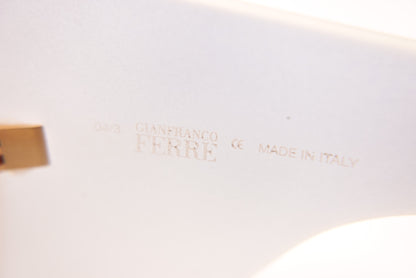 GIANFRANCO
FERRE CE MADE IN ITALY